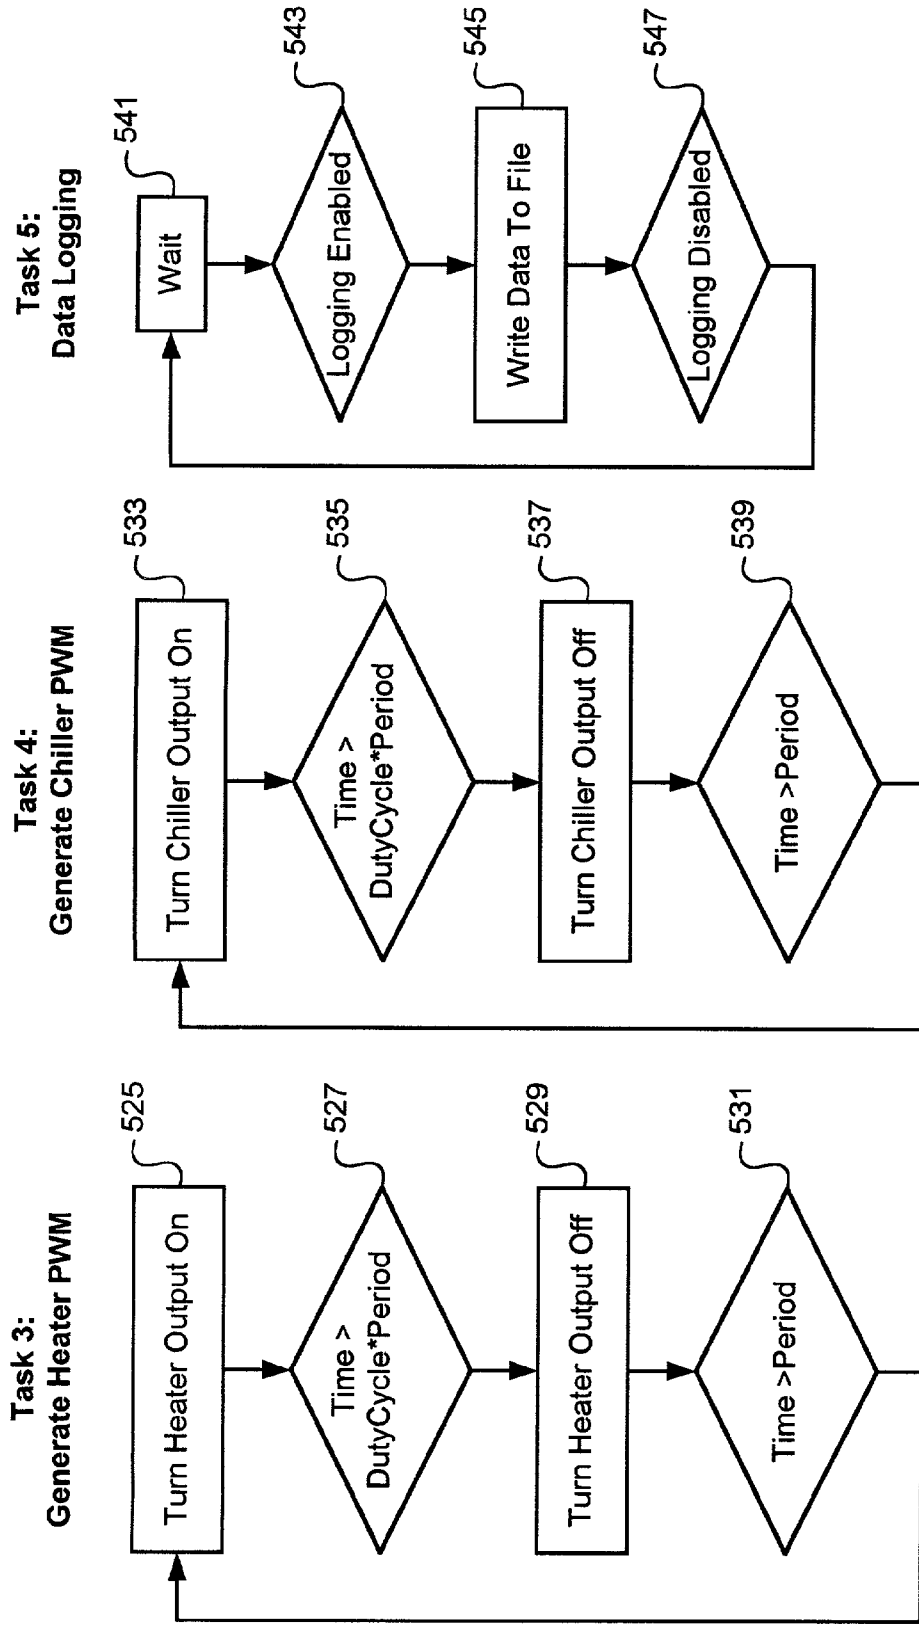 Task 3:
Generate Heater PWM
Turn Heater Output On
525
Time >
DutyCycle*Period
527
Turn Heater Output Off
529
Time >Period
531
Task 4:
Generate Chiller PWM
Turn Chiller Output On
533
Time >
DutyCycle*Period
535
Turn Chiller Output Off
537
Time >Period
539
Task 5:
Data Logging
Wait
541
Logging Enabled
543
Write Data To File
545
Logging Disabled
547